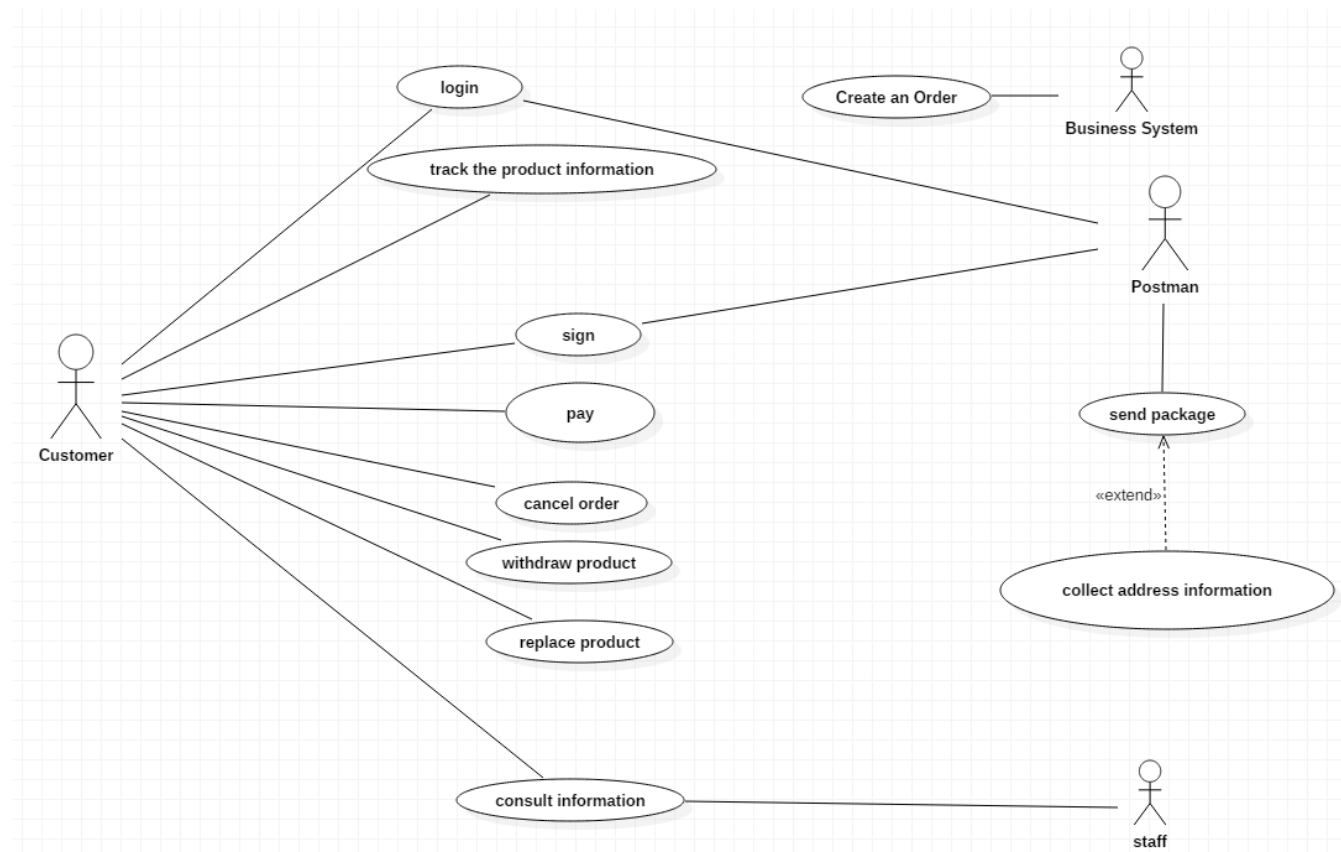 login
Create an Order
Business System
track the product information
Postman
sign
pay
send package
Customer
«extend»
cancel order
withdraw product
collect address information
replace product
consult information
staff